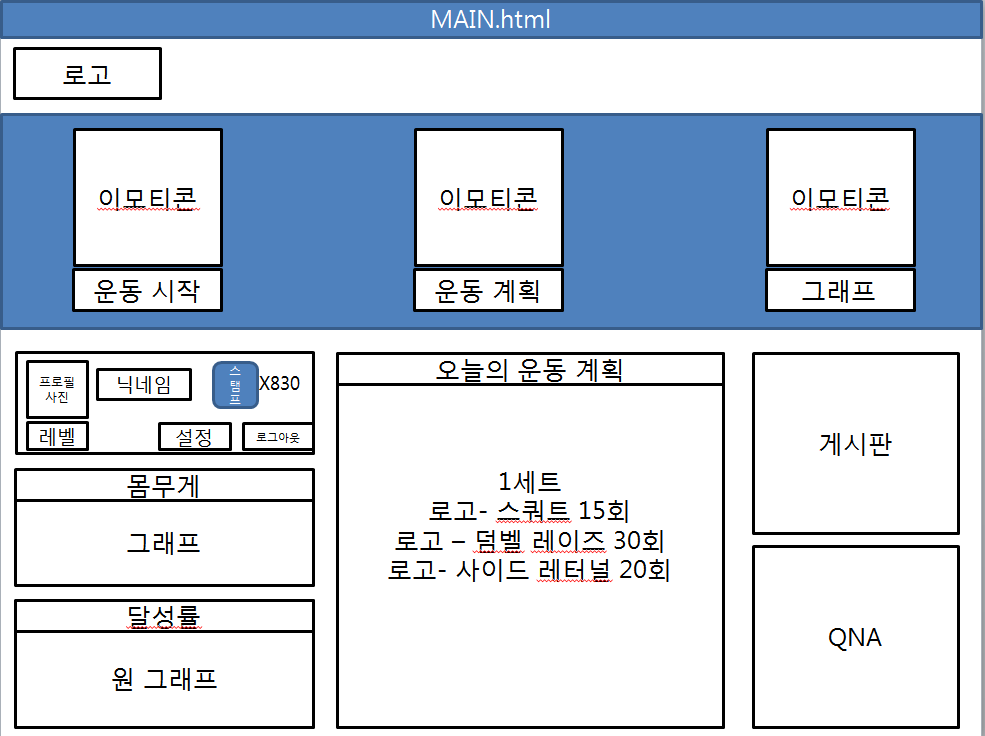 MAIN.html
로고
이모티콘
이모티콘
이모티콘
운동 시작
운동 계획
그래프
프로필
사진
닉네임
스
탬
프
X830
레벨
설정
로그아웃
몸무게
그래프
달성률
원 그래프
오늘의 운동 계획
1세트
로고- 스쿼트 15회
로고 – 덤벨 레이즈 30회
로고- 사이드 레터널 20회
게시판
QNA